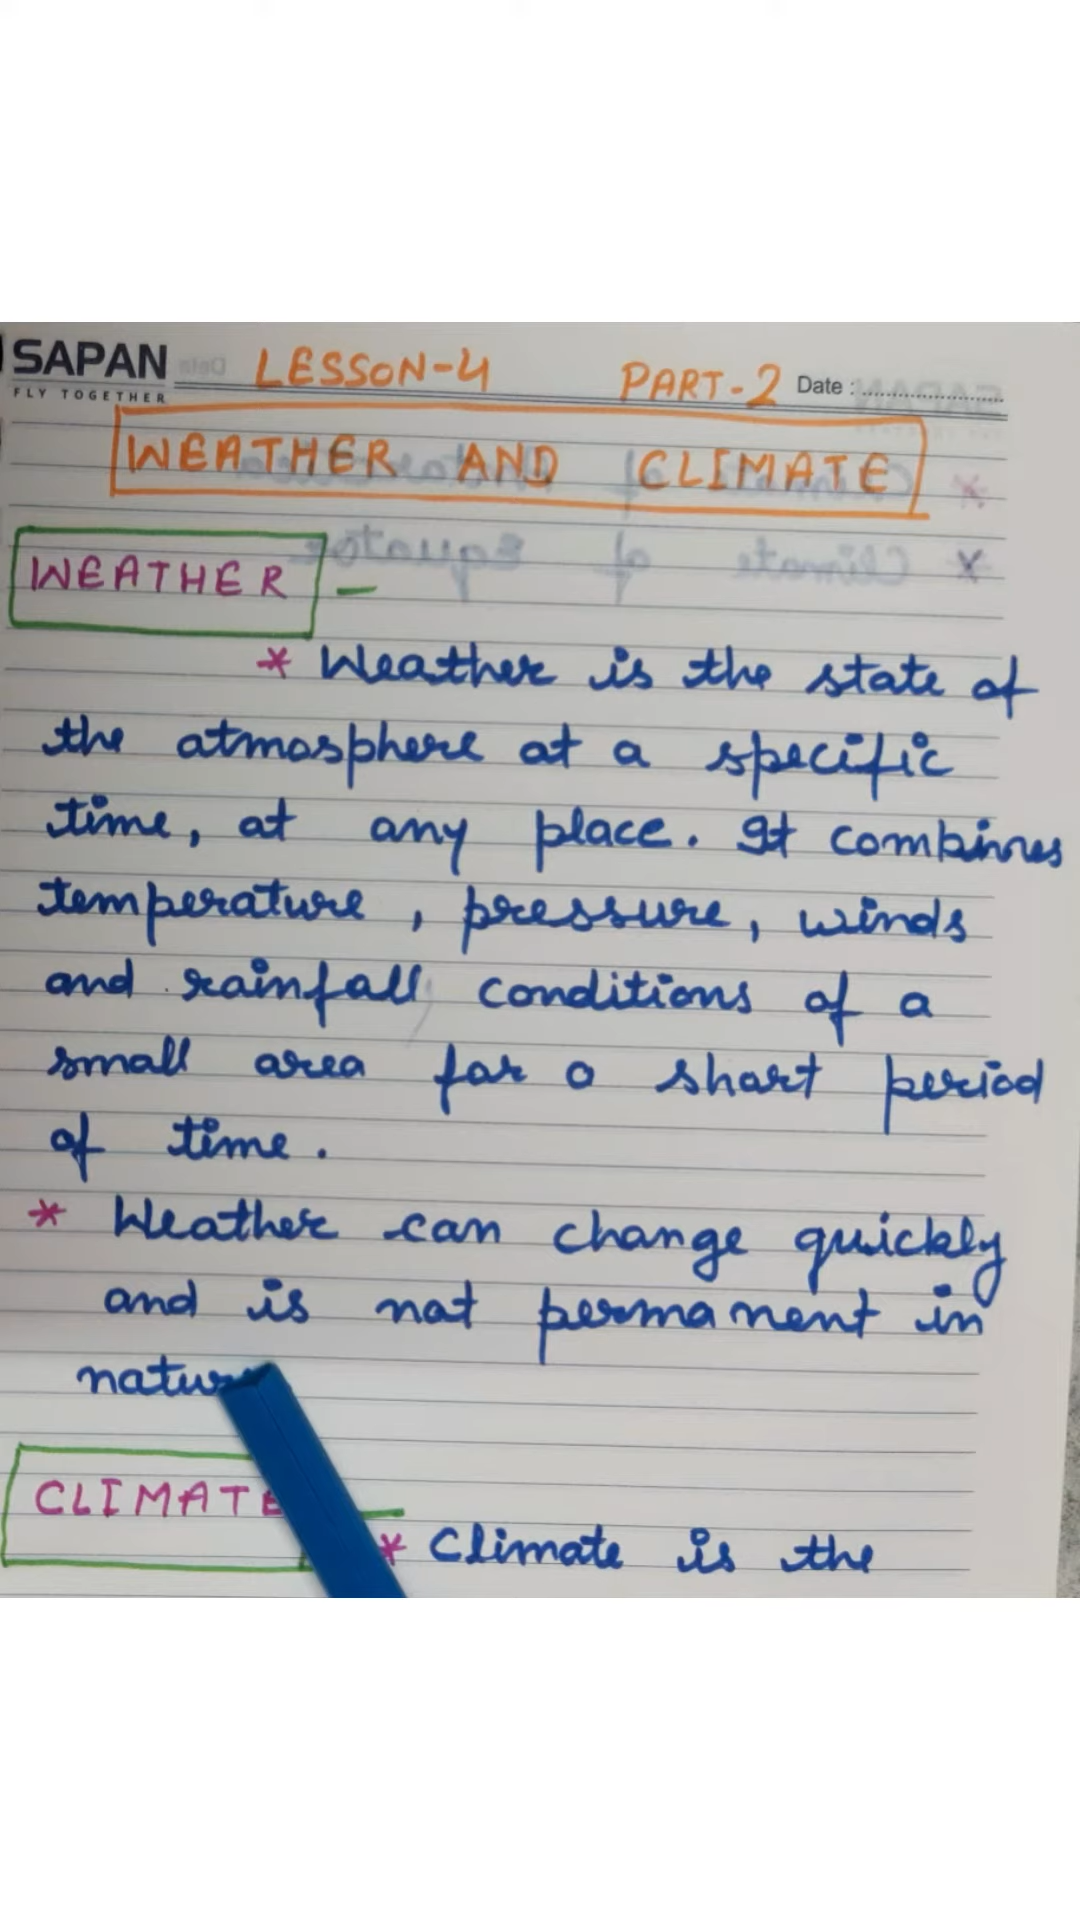 SAPAN LESSON-4 PART-2 Date :
FLY TOGETHER
WEATHER AND CLIMATE
WEATHER -
* Weather is the state of
the atmosphere at a specific
time, at any place. It combines
temperature, pressure, winds
and rainfall conditions of a
small area for a short period
of time.
* Weather can change quickly
and is not permanent in
CLIMATE -
* Climate is the